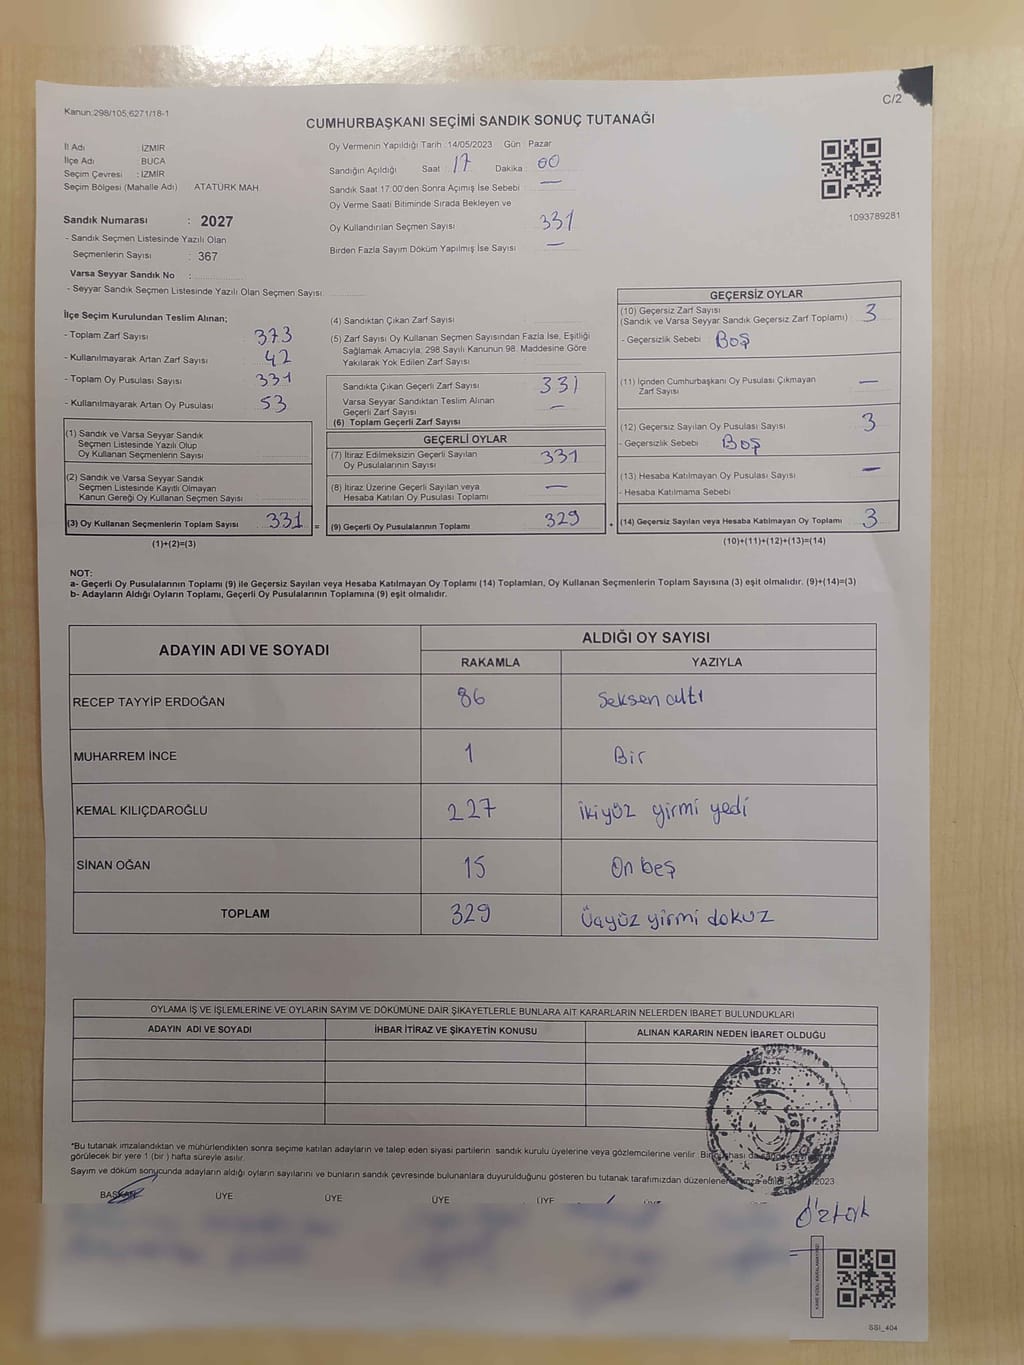 Kanun:298/105;6271/18-1
C/2
CUMHURBAŞKANI SEÇİMİ SANDIK SONUÇ TUTANAĞI
İl Adı İZMİR
İlçe Adı BUCA
Seçim Çevresi : İZMİR
Seçim Bölgesi (Mahalle Adı) ATATÜRK MAH.
Sandık Numarası : 2027
- Sandık Seçmen Listesinde Yazılı Olan
Seçmenlerin Sayısı : 367
Varsa Seyyar Sandık No :
- Seyyar Sandık Seçmen Listesinde Yazılı Olan Seçmen Sayısı
Oy Vermenin Yapıldığı Tarih :14/05/2023 Gün Pazar
Sandığın Açıldığı Saat 17 Dakika 00
Sandık Saat 17:00'den Sonra Açımış İse Sebebi —
Oy Verme Saati Bitiminde Sırada Bekleyen ve
Oy Kullandırılan Seçmen Sayısı 331
Birden Fazla Sayım Döküm Yapılmış İse Sayısı —
1093789281
İlçe Seçim Kurulundan Teslim Alınan;
- Toplam Zarf Sayısı 373
- Kullanılmayarak Artan Zarf Sayısı 42
- Toplam Oy Pusulası Sayısı 331
- Kullanılmayarak Artan Oy Pusulası 53
(1) Sandık ve Varsa Seyyar Sandık
Seçmen Listesinde Yazılı Olup
Oy Kullanan Seçmenlerin Sayısı
(2) Sandık ve Varsa Seyyar Sandık
Seçmen Listesinde Kayıtlı Olmayan
Kanun Gereği Oy Kullanan Seçmen Sayısı
(3) Oy Kullanan Seçmenlerin Toplam Sayısı 331 =
(1)+(2)=(3)
(4) Sandıktan Çıkan Zarf Sayısı
(5) Zarf Sayısı Oy Kullanan Seçmen Sayısından Fazla İse, Eşitliği
Sağlamak Amacıyla, 298 Sayılı Kanunun 98. Maddesine Göre
Yakılarak Yok Edilen Zarf Sayısı
Sandıkta Çıkan Geçerli Zarf Sayısı 331
Varsa Seyyar Sandıktan Teslim Alınan
Geçerli Zarf Sayısı —
(6) Toplam Geçerli Zarf Sayısı
GEÇERLİ OYLAR
(7) İtiraz Edilmeksizin Geçerli Sayılan
Oy Pusulalarının Sayısı 331
(8) İtiraz Üzerine Geçerli Sayılan veya
Hesaba Katılan Oy Pusulası Toplamı —
(9) Geçerli Oy Pusulalarının Toplamı 329 +
GEÇERSİZ OYLAR
(10) Geçersiz Zarf Sayısı
(Sandık ve Varsa Seyyar Sandık Geçersiz Zarf Toplamı) 3
- Geçersizlik Sebebi Boş
(11) İçinden Cumhurbaşkanı Oy Pusulası Çıkmayan
Zarf Sayısı —
(12) Geçersiz Sayılan Oy Pusulası Sayısı 3
- Geçersizlik Sebebi Boş
(13) Hesaba Katılmayan Oy Pusulası Sayısı —
- Hesaba Katılmama Sebebi
(14) Geçersiz Sayılan veya Hesaba Katılmayan Oy Toplamı 3
(10)+(11)+(12)+(13)=(14)
NOT:
a- Geçerli Oy Pusulalarının Toplamı (9) ile Geçersiz Sayılan veya Hesaba Katılmayan Oy Toplamı (14) Toplamları, Oy Kullanan Seçmenlerin Toplam Sayısına (3) eşit olmalıdır. (9)+(14)=(3)
b- Adayların Aldığı Oyların Toplamı, Geçerli Oy Pusulalarının Toplamına (9) eşit olmalıdır.
ADAYIN ADI VE SOYADI ALDIĞI OY SAYISI
RAKAMLA YAZIYLA
RECEP TAYYİP ERDOĞAN 86 Seksen altı
MUHARREM İNCE 1 Bir
KEMAL KILIÇDAROĞLU 227 ikiyüz yirmi yedi
SİNAN OĞAN 15 On beş
TOPLAM 329 Üçyüz yirmi dokuz
OYLAMA İŞ VE İŞLEMLERİNE VE OYLARIN SAYIM VE DÖKÜMÜNE DAİR ŞİKAYETLERLE BUNLARA AİT KARARLARIN NELERDEN İBARET BULUNDUKLARI
ADAYIN ADI VE SOYADI İHBAR İTİRAZ VE ŞİKAYETİN KONUSU ALINAN KARARIN NEDEN İBARET OLDUĞU
*Bu tutanak imzalandıktan ve mühürlendikten sonra seçime katılan adayların ve talep eden siyasi partilerin sandık kurulu üyelerine veya gözlemcilerine verilir. Bir
görülecek bir yere 1 (bir) hafta süreyle asılır.
Sayım ve döküm sonucunda adayların aldığı oyların sayılarını ve bunların sandık çevresinde bulunanlara duyurulduğunu gösteren bu tutanak tarafımızdan düzenlenerek imza edildi. 2023
BAŞKAN ÜYE ÜYE ÜYE ÜYE
Öztürk
SSI_404